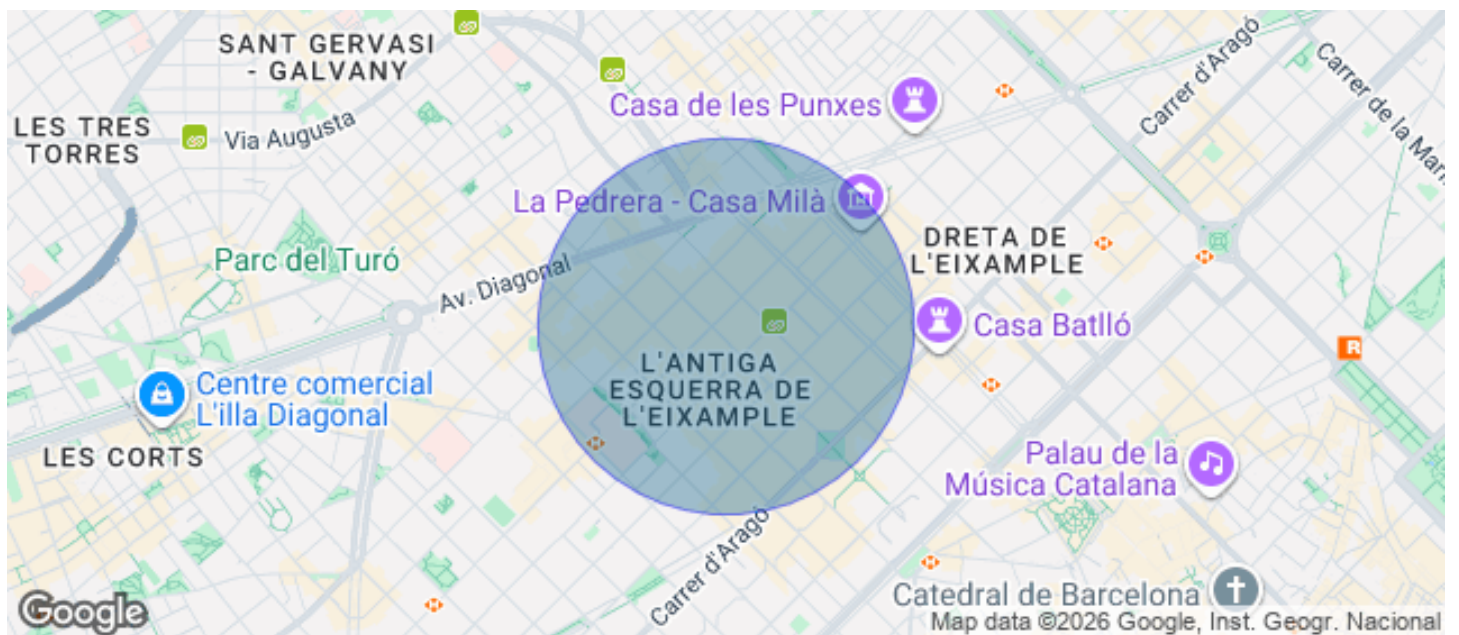 SANT GERVASI
- GALVANY
LES TRES
TORRES
Via Augusta
Casa de les Punxes
Carrer d'Aragó
Carrer de la Mari
La Pedrera - Casa Milà
Parc del Turó
Av. Diagonal
DRETA DE
L'EIXAMPLE
Casa Batlló
L'ANTIGA
ESQUERRA DE
L'EIXAMPLE
Centre comercial
L'illa Diagonal
LES CORTS
R
Palau de la
Música Catalana
Carrer d'Aragó
Catedral de Barcelona
Google
Map data ©2026 Google, Inst. Geogr. Nacional